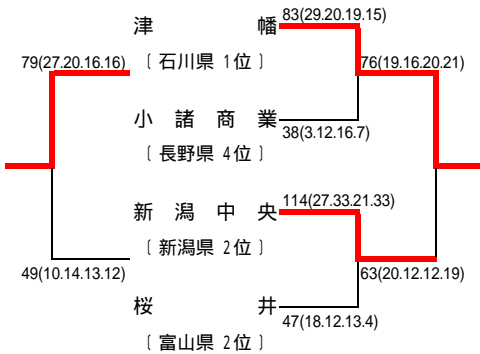 津幡 83(29.20.19.15)
79(27.20.16.16) 〔石川県 1位〕 76(19.16.20.21)
小諸商業 38(3.12.16.7)
〔長野県 4位〕
新潟中央 114(27.33.21.33)
〔新潟県 2位〕
49(10.14.13.12) 63(20.12.12.19)
桜井 47(18.12.13.4)
〔富山県 2位〕